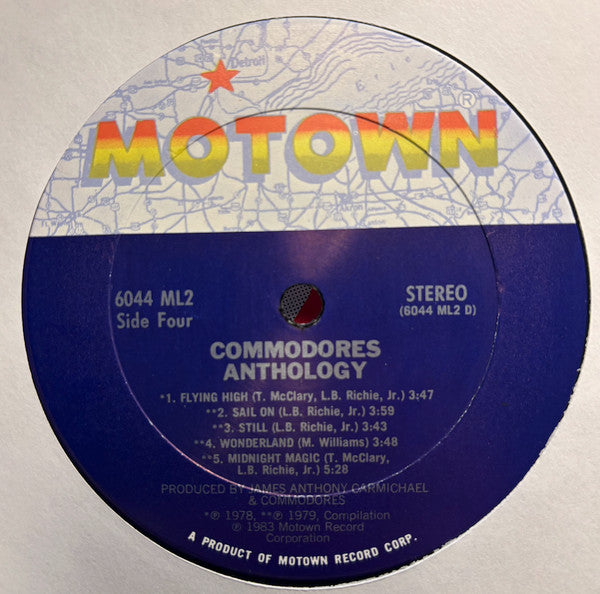 Detroit
Erie
MOTOWN®
6044 ML2
Side Four
STEREO
(6044 ML2 D)
COMMODORES
ANTHOLOGY
*1. FLYING HIGH (T. McClary, L.B. Richie, Jr.) 3:47
**2. SAIL ON (L.B. Richie, Jr.) 3:59
**3. STILL (L.B. Richie, Jr.) 3:43
**4. WONDERLAND (M. Williams) 3:48
**5. MIDNIGHT MAGIC (T. McClary,
L.B. Richie, Jr.) 5:28
PRODUCED BY JAMES ANTHONY CARMICHAEL
& COMMODORES
*℗ 1978, **℗ 1979, Compilation
℗ 1983 Motown Record
Corporation
A PRODUCT OF MOTOWN RECORD CORP.